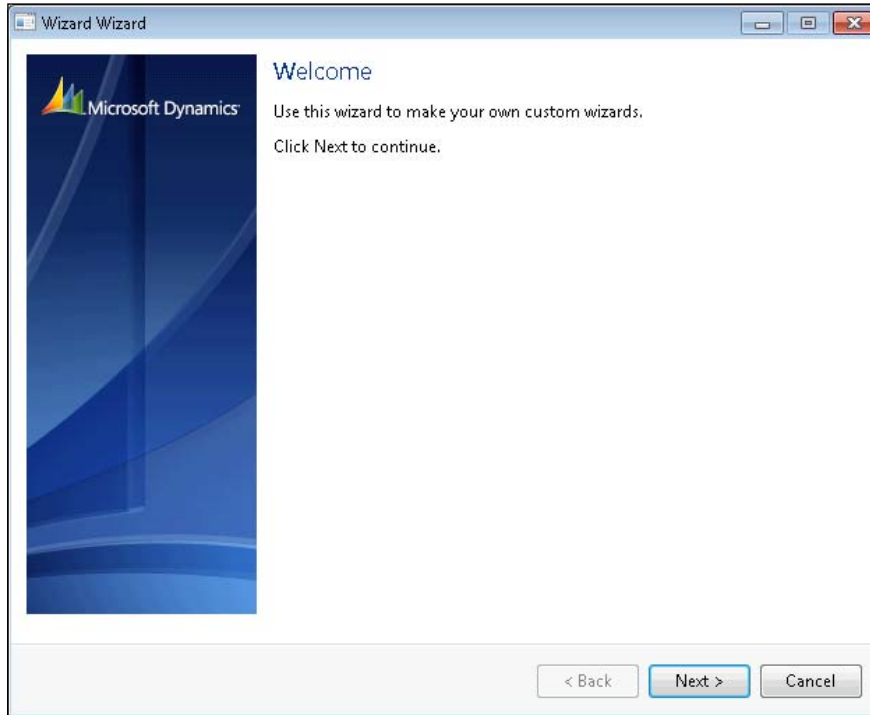 Wizard Wizard
Microsoft Dynamics
Welcome
Use this wizard to make your own custom wizards.
Click Next to continue.
< Back
Next >
Cancel